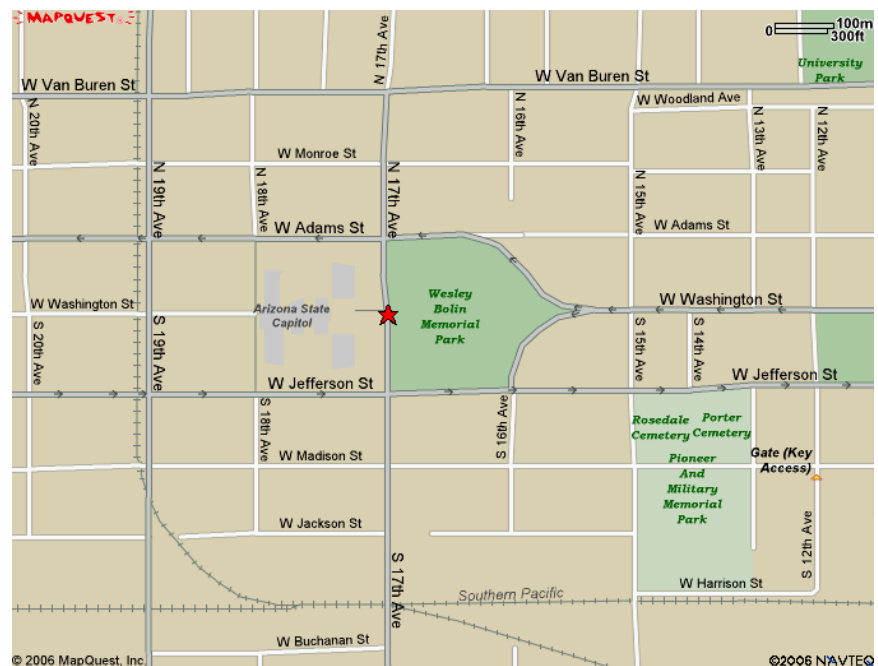 MAPQUEST
0 100m
300ft
University
Park
N 17th Ave
W Van Buren St
W Van Buren St
W Woodland Ave
N 20th Ave
N 16th Ave
N 13th Ave
N 12th Ave
W Monroe St
N 19th Ave
N 18th Ave
N 17th Ave
N 15th Ave
W Adams St
W Adams St
W Washington St
Arizona State
Capitol
Wesley
Bolin
Memorial
Park
W Washington St
S 20th Ave
S 19th Ave
S 15th Ave
S 14th Ave
W Jefferson St
W Jefferson St
S 18th Ave
S 16th Ave
Rosedale
Cemetery
Porter
Cemetery
W Madison St
Gate (Key
Access)
Pioneer
And
Military
Memorial
Park
W Jackson St
S 12th Ave
S 17th Ave
Southern Pacific
W Harrison St
W Buchanan St
© 2006 MapQuest, Inc.
©2006 NAVTEQ